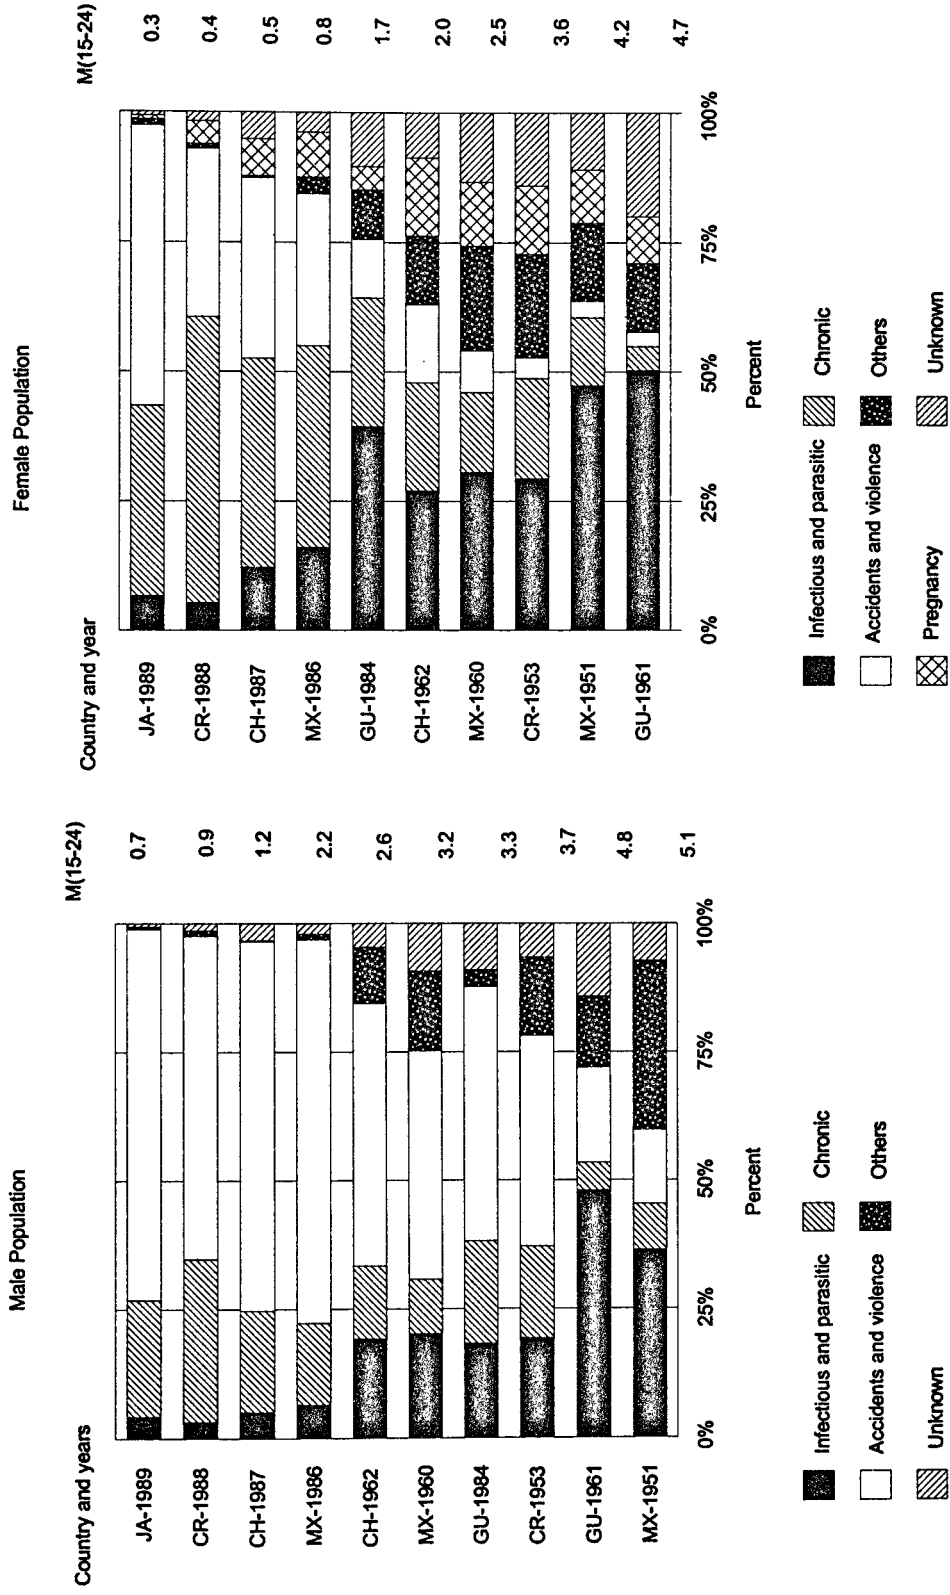 Male Population
Country and years M(15-24)
JA-1989 0.7
CR-1988 0.9
CH-1987 1.2
MX-1986 2.2
CH-1962 2.6
MX-1960 3.2
GU-1984 3.3
CR-1953 3.7
GU-1961 4.8
MX-1951 5.1
0% 25% 50% 75% 100%
Percent
Infectious and parasitic Chronic
Accidents and violence Others
Unknown
Female Population
Country and year M(15-24)
JA-1989 0.3
CR-1988 0.4
CH-1987 0.5
MX-1986 0.8
GU-1984 1.7
CH-1962 2.0
MX-1960 2.5
CR-1953 3.6
MX-1951 4.2
GU-1961 4.7
0% 25% 50% 75% 100%
Percent
Infectious and parasitic Chronic
Accidents and violence Others
Pregnancy Unknown